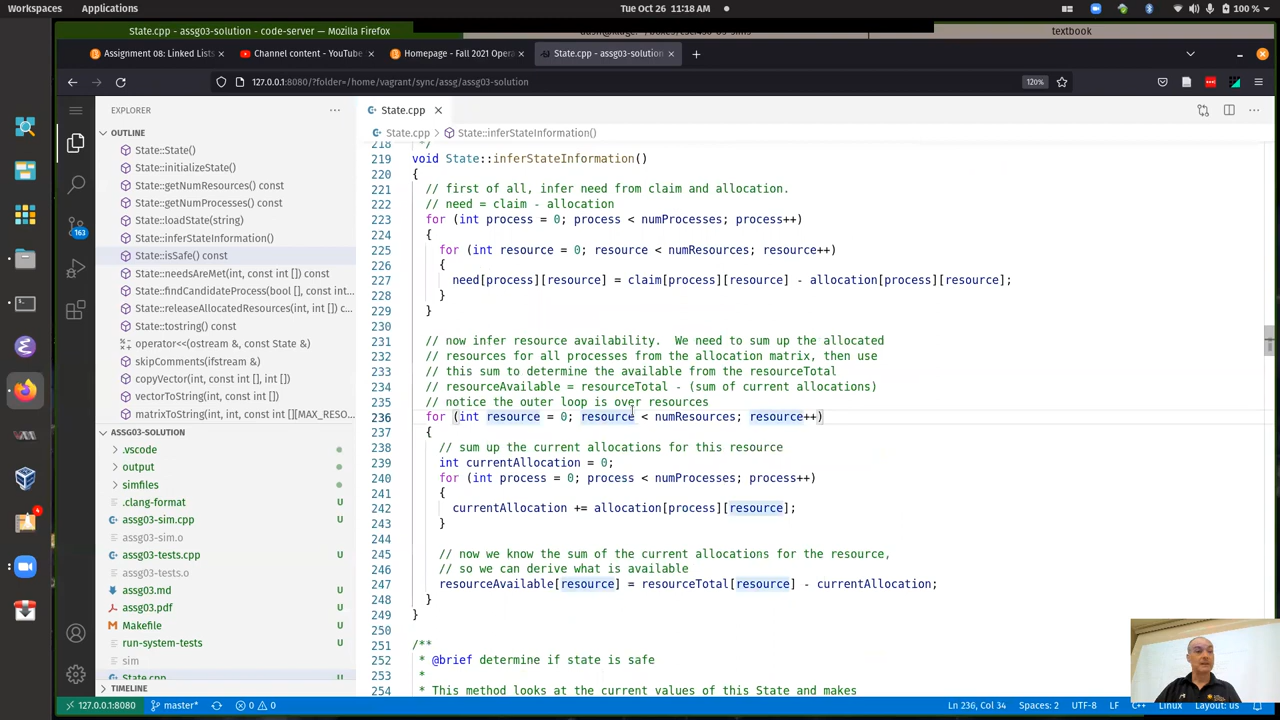 Workspaces Applications Tue Oct 26 11:18 AM 100 %
State.cpp - assg03-solution - code-server — Mozilla Firefox textbook
Assignment 08: Linked Lists Channel content - YouTube Homepage - Fall 2021 Oper State.cpp - assg03-solution
127.0.0.1:8080/?folder=/home/vagrant/sync/assg/assg03-solution 120%
EXPLORER
State.cpp
OUTLINE
State.cpp > State::inferStateInformation()
State::State()
State::initializeState()
State::getNumResources() const
State::getNumProcesses() const
State::loadState(string)
State::inferStateInformation()
State::isSafe() const
State::needsAreMet(int, const int []) const
State::findCandidateProcess(bool [], const int...
State::releaseAllocatedResources(int, int []) c...
State::tostring() const
operator<<(ostream &, const State &)
skipComments(ifstream &)
copyVector(int, const int [], int [])
vectorToString(int, const int [])
matrixToString(int, const int [][MAX_RESO...
163
ASSG03-SOLUTION
.vscode
output
simfiles
.clang-format U
assg03-sim.cpp U
assg03-sim.o
assg03-tests.cpp U
assg03-tests.o
assg03.md U
assg03.pdf U
Makefile U
run-system-tests U
sim
State.cpp U
TIMELINE
218 */
219 void State::inferStateInformation()
220 {
221 // first of all, infer need from claim and allocation.
222 // need = claim - allocation
223 for (int process = 0; process < numProcesses; process++)
224 {
225 for (int resource = 0; resource < numResources; resource++)
226 {
227 need[process][resource] = claim[process][resource] - allocation[process][resource];
228 }
229 }
230
231 // now infer resource availability.  We need to sum up the allocated
232 // resources for all processes from the allocation matrix, then use
233 // this sum to determine the available from the resourceTotal
234 // resourceAvailable = resourceTotal - (sum of current allocations)
235 // notice the outer loop is over resources
236 for (int resource = 0; resource < numResources; resource++)
237 {
238 // sum up the current allocations for this resource
239 int currentAllocation = 0;
240 for (int process = 0; process < numProcesses; process++)
241 {
242 currentAllocation += allocation[process][resource];
243 }
244
245 // now we know the sum of the current allocations for the resource,
246 // so we can derive what is available
247 resourceAvailable[resource] = resourceTotal[resource] - currentAllocation;
248 }
249 }
250
251 /**
252 * @brief determine if state is safe
253 *
254 * This method looks at the current values of this State and makes
127.0.0.1:8080 master* 0 0 Ln 236, Col 34 Spaces: 2 UTF-8 LF C++ Linux Layout: us